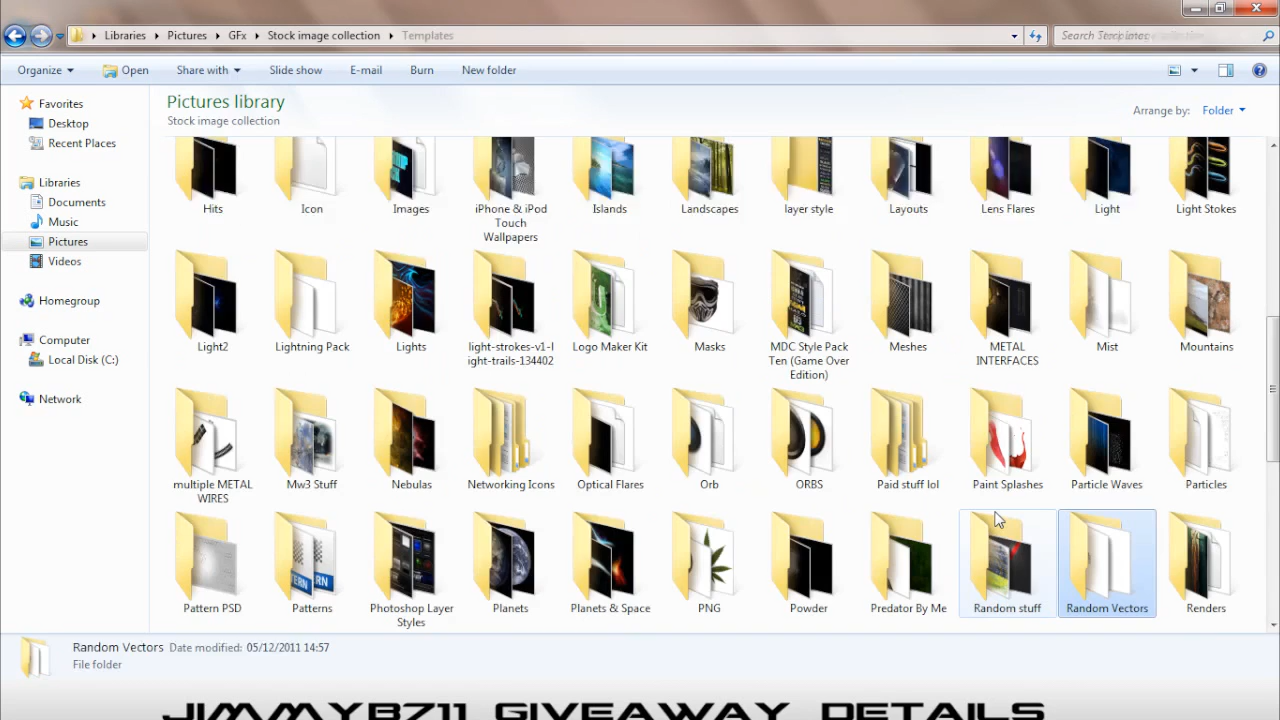 Libraries Pictures GFx Stock image collection Templates
Organize Open Share with Slide show E-mail Burn New folder
Pictures library
Stock image collection
Arrange by: Folder
Favorites
Desktop
Recent Places
Libraries
Documents
Music
Pictures
Videos
Homegroup
Computer
Local Disk (C:)
Network
Hits Icon Images iPhone & iPod Islands Landscapes layer style Layouts Lens Flares Light Light Stokes
Touch
Wallpapers
Light2 Lightning Pack Lights light-strokes-v1-l Logo Maker Kit Masks MDC Style Pack Meshes METAL Mist Mountains
ight-trails-134402 Ten (Game Over INTERFACES
Edition)
multiple METAL Mw3 Stuff Nebulas Networking Icons Optical Flares Orb ORBS Paid stuff lol Paint Splashes Particle Waves Particles
WIRES
Pattern PSD Patterns Photoshop Layer Planets Planets & Space PNG Powder Predator By Me Random stuff Random Vectors Renders
Styles
Random Vectors Date modified: 05/12/2011 14:57
File folder
JIMMYB711 GIVEAWAY DETAILS